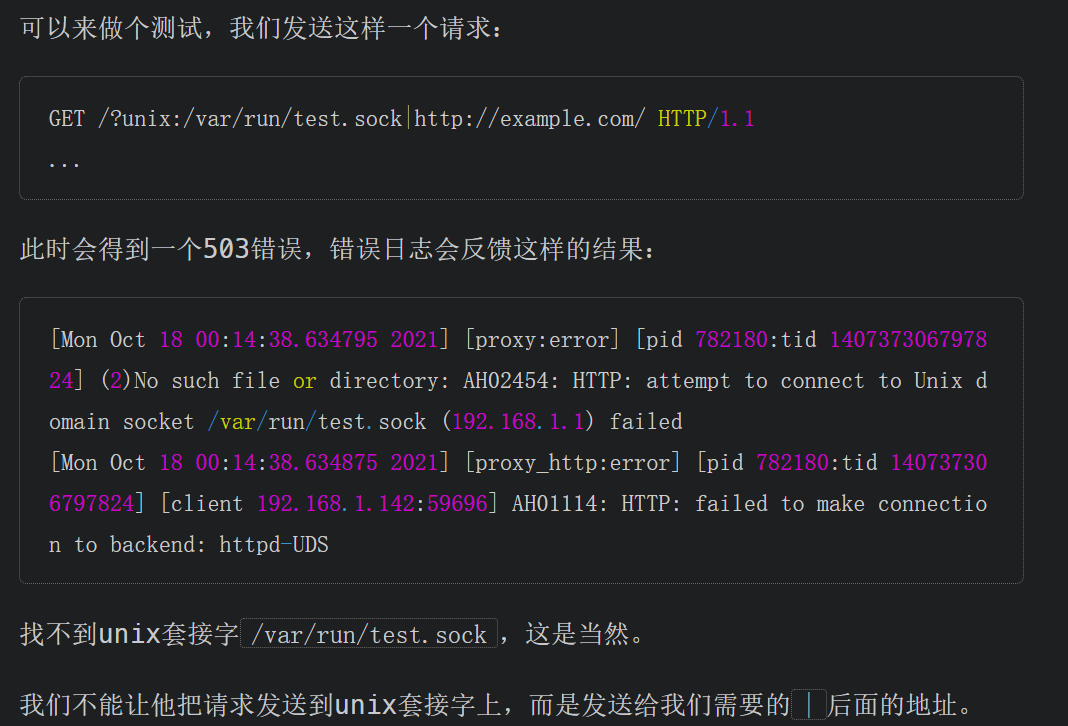 可以来做个测试，我们发送这样一个请求：
GET /?unix:/var/run/test.sock|http://example.com/ HTTP/1.1
...
此时会得到一个503错误，错误日志会反馈这样的结果：
[Mon Oct 18 00:14:38.634795 2021] [proxy:error] [pid 782180:tid 1407373067978
24] (2)No such file or directory: AH02454: HTTP: attempt to connect to Unix d
omain socket /var/run/test.sock (192.168.1.1) failed
[Mon Oct 18 00:14:38.634875 2021] [proxy_http:error] [pid 782180:tid 14073730
6797824] [client 192.168.1.142:59696] AH01114: HTTP: failed to make connectio
n to backend: httpd-UDS
找不到unix套接字 /var/run/test.sock ，这是当然。
我们不能让他把请求发送到unix套接字上，而是发送给我们需要的 | 后面的地址。